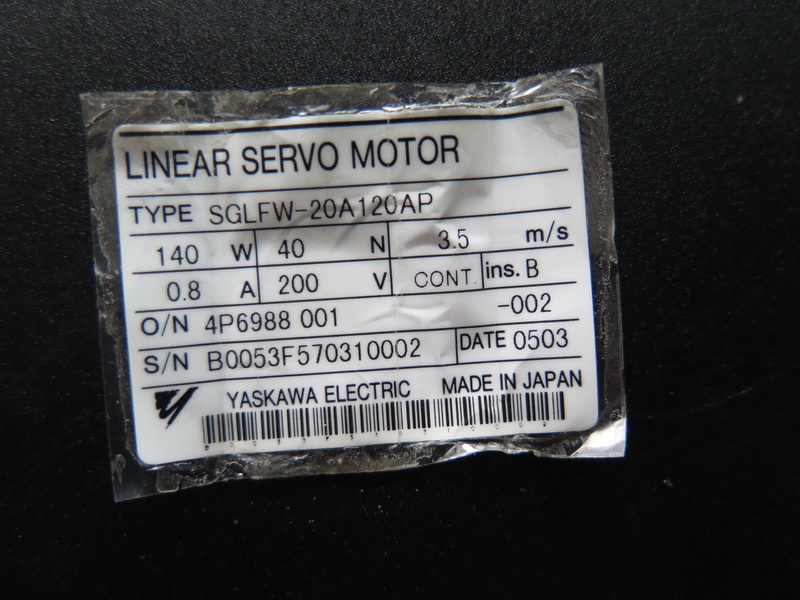 LINEAR SERVO MOTOR
TYPE SGLFW-20A120AP
140 W 40 N 3.5 m/s
0.8 A 200 V CONT. ins. B
O/N 4P6988 001 -002
S/N B0053F570310002 DATE 0503
YASKAWA ELECTRIC MADE IN JAPAN